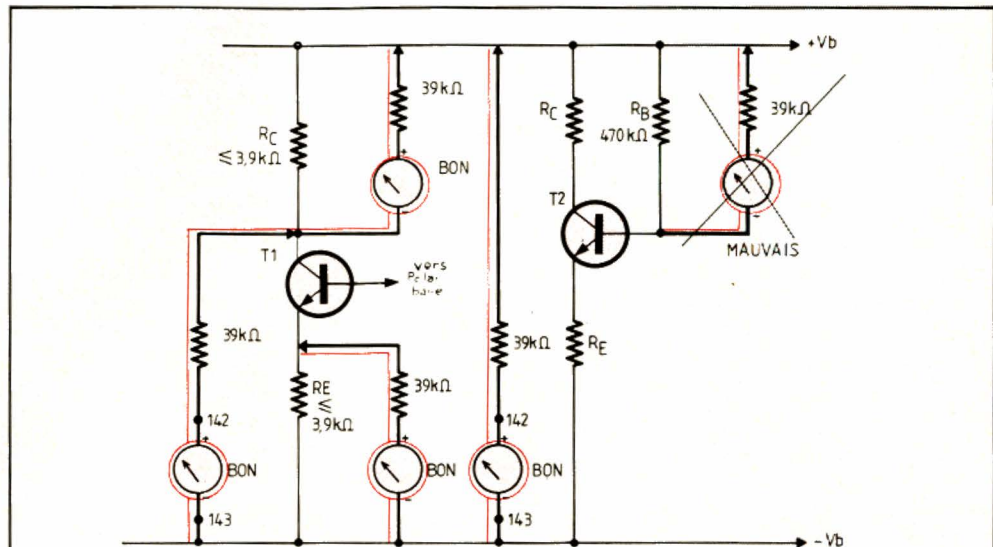 +Vb
39kΩ
39kΩ
RC
≤ 3,9kΩ
RC
RB
470kΩ
BON
T2
MAUVAIS
T1
vers
39kΩ
39kΩ
RE
RE
≤
3,9kΩ
39kΩ
142
142
BON
BON
BON
143
143
-Vb
+
-
+
-
+
+
-
+